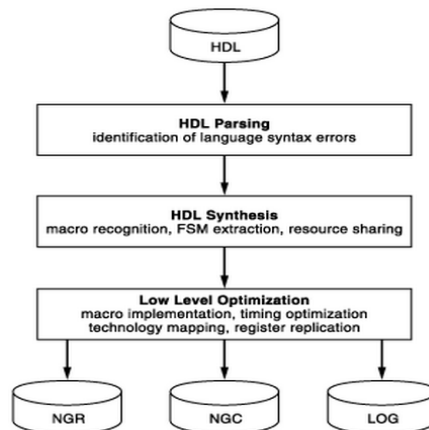 HDL
HDL Parsing
identification of language syntax errors
HDL Synthesis
macro recognition, FSM extraction, resource sharing
Low Level Optimization
macro implementation, timing optimization
technology mapping, register replication
NGR
NGC
LOG